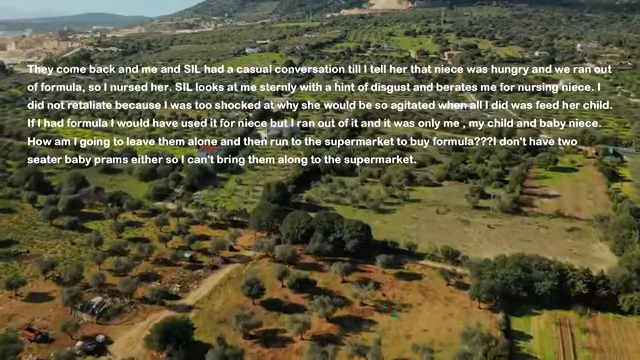 They come back and me and SIL had a casual conversation till I tell her that niece was hungry and we ran out
of formula, so I nursed her. SIL looks at me sternly with a hint of disgust and berates me for nursing niece. I
did not retaliate because I was too shocked at why she would be so agitated when all I did was feed her child.
If I had formula I would have used it for niece but I ran out of it and it was only me , my child and baby niece.
How am I going to leave them alone and then run to the supermarket to buy formula???I don't have two
seater baby prams either so I can't bring them along to the supermarket.